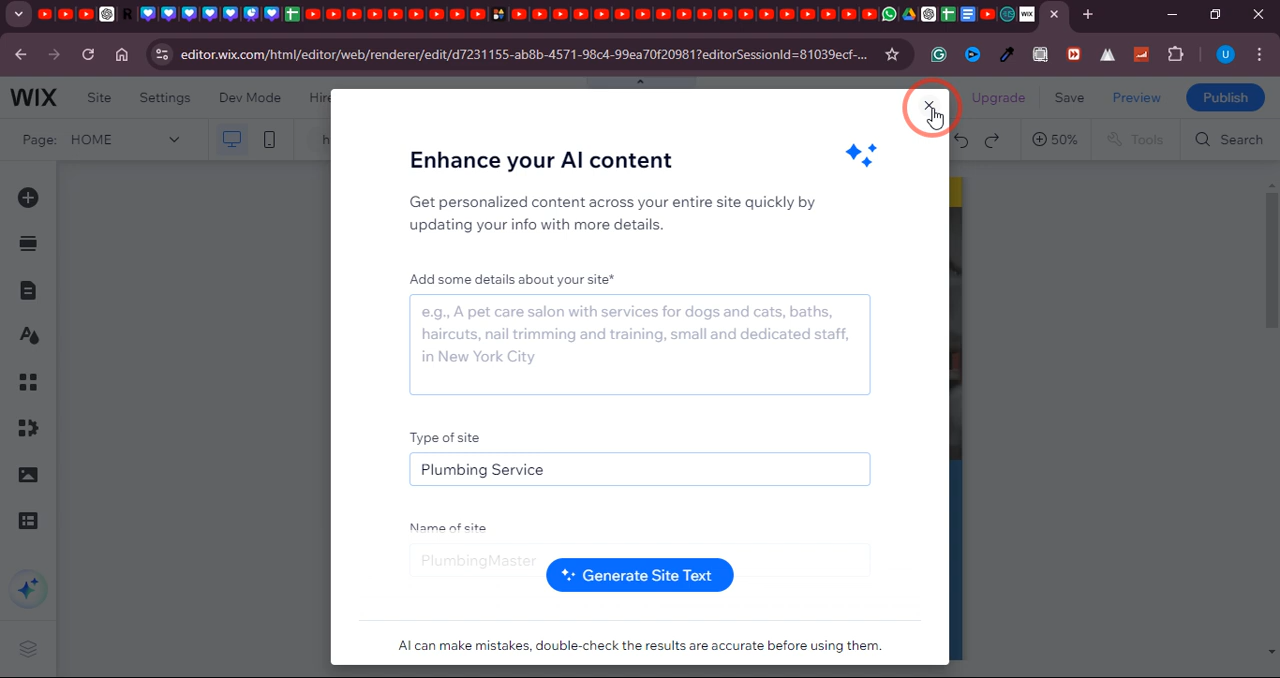 editor.wix.com/html/editor/web/renderer/edit/d7231155-ab8b-4571-98c4-99ea70f20981?editorSessionId=81039ecf-...
U
WIX
Site
Settings
Dev Mode
Hire
Upgrade
Save
Preview
Publish
Page: HOME
50%
Tools
Search
Enhance your AI content
Get personalized content across your entire site quickly by
updating your info with more details.
Add some details about your site*
e.g., A pet care salon with services for dogs and cats, baths,
haircuts, nail trimming and training, small and dedicated staff,
in New York City
Type of site
Plumbing Service
Name of site
PlumbingMaster
Generate Site Text
AI can make mistakes, double-check the results are accurate before using them.